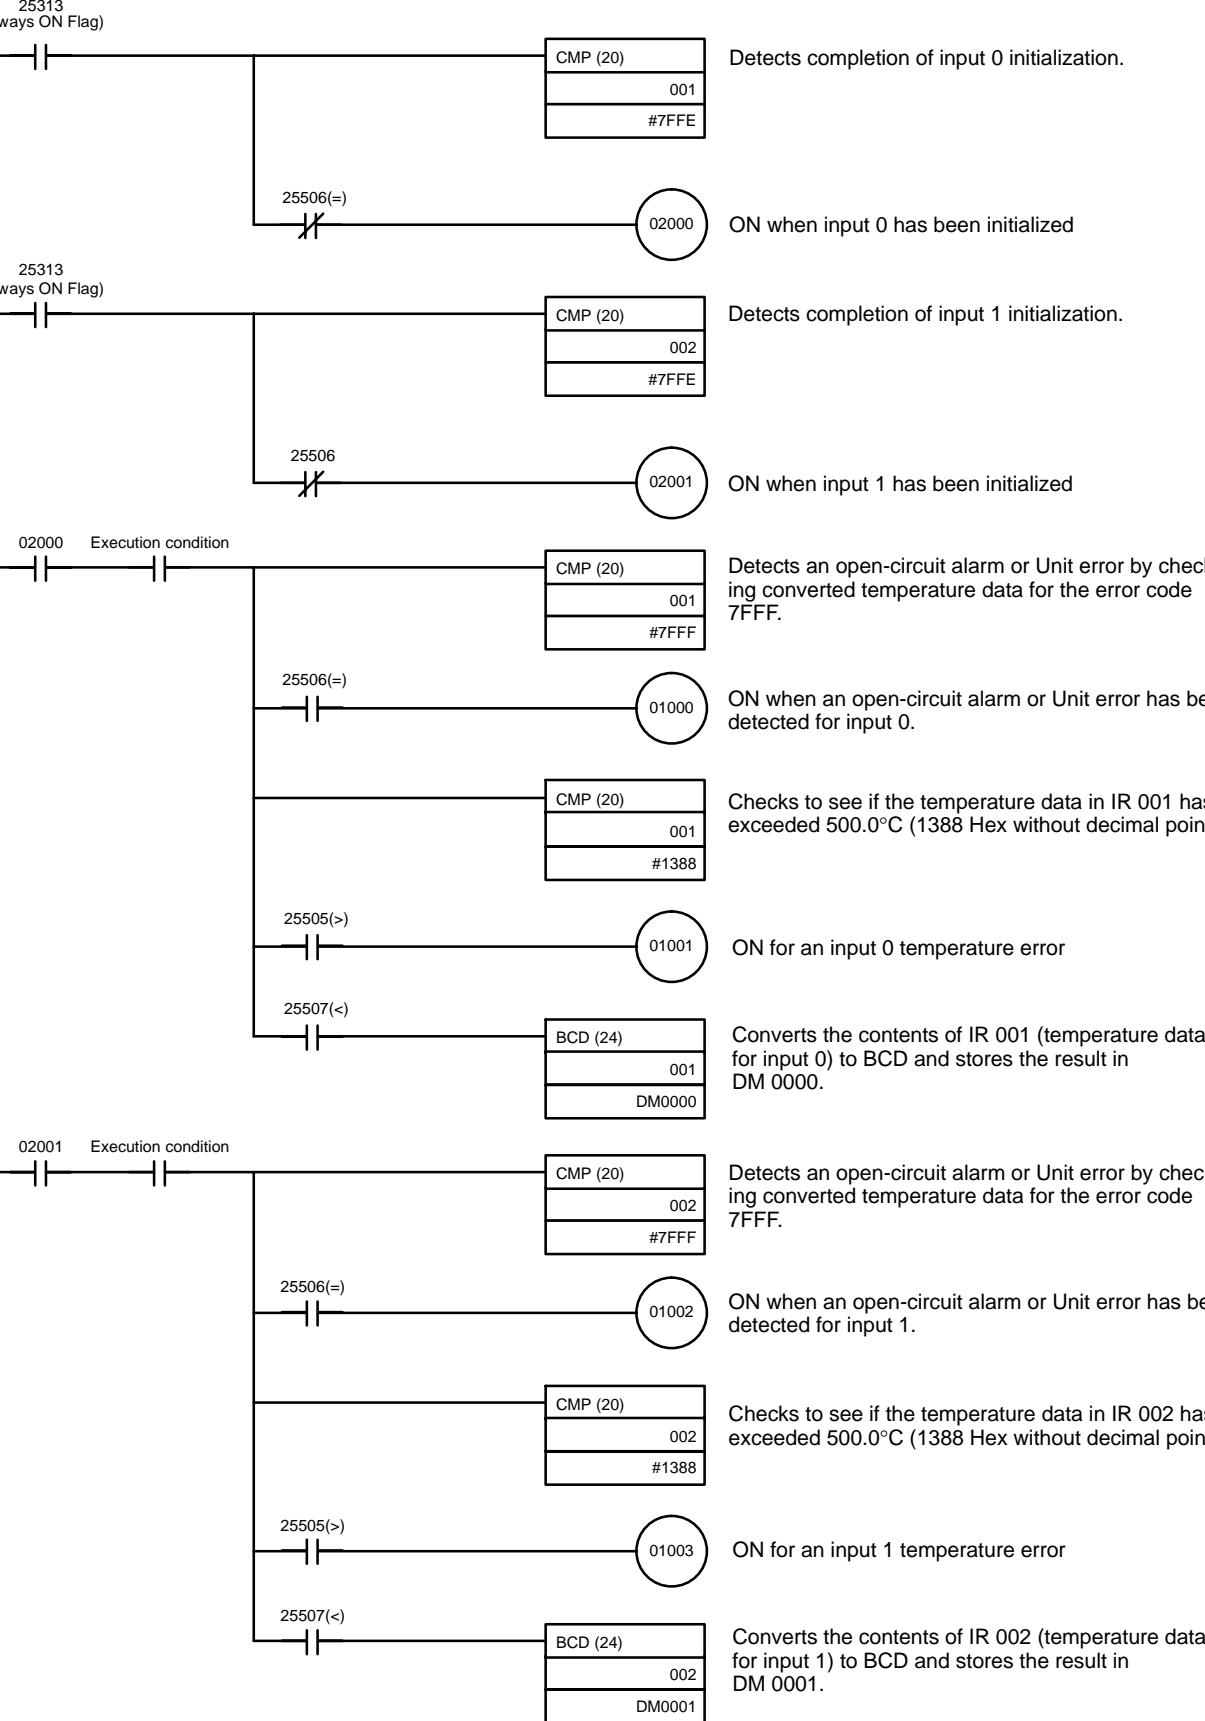 25313
ways ON Flag)
CMP (20)
001
#7FFE
Detects completion of input 0 initialization.
25506(=)
02000
ON when input 0 has been initialized
25313
ways ON Flag)
CMP (20)
002
#7FFE
Detects completion of input 1 initialization.
25506
02001
ON when input 1 has been initialized
02000 Execution condition
CMP (20)
001
#7FFF
Detects an open-circuit alarm or Unit error by chec
ing converted temperature data for the error code
7FFF.
25506(=)
01000
ON when an open-circuit alarm or Unit error has be
detected for input 0.
CMP (20)
001
#1388
Checks to see if the temperature data in IR 001 has
exceeded 500.0°C (1388 Hex without decimal poin
25505(>)
01001
ON for an input 0 temperature error
25507(<)
BCD (24)
001
DM0000
Converts the contents of IR 001 (temperature data
for input 0) to BCD and stores the result in
DM 0000.
02001 Execution condition
CMP (20)
002
#7FFF
Detects an open-circuit alarm or Unit error by chec
ing converted temperature data for the error code
7FFF.
25506(=)
01002
ON when an open-circuit alarm or Unit error has be
detected for input 1.
CMP (20)
002
#1388
Checks to see if the temperature data in IR 002 has
exceeded 500.0°C (1388 Hex without decimal poin
25505(>)
01003
ON for an input 1 temperature error
25507(<)
BCD (24)
002
DM0001
Converts the contents of IR 002 (temperature data
for input 1) to BCD and stores the result in
DM 0001.